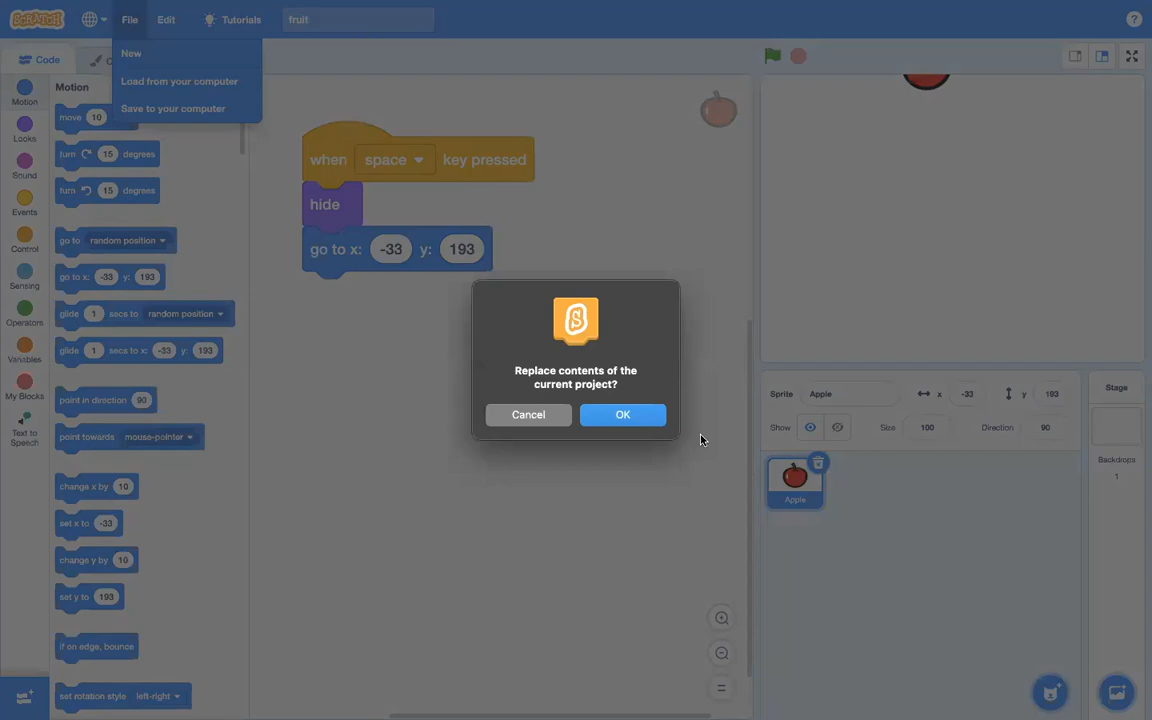 SCRATCH
File
Edit
Tutorials
fruit
?
New
Load from your computer
Save to your computer
Code
C
Motion
Looks
Sound
Events
Control
Sensing
Operators
Variables
My Blocks
Text to
Speech
Motion
move 10
turn 15 degrees
turn 15 degrees
go to random position
go to x: -33 y: 193
glide 1 secs to random position
glide 1 secs to x: -33 y: 193
point in direction 90
point towards mouse-pointer
change x by 10
set x to -33
change y by 10
set y to 193
if on edge, bounce
set rotation style left-right
when space key pressed
hide
go to x: -33 y: 193
S
Replace contents of the
current project?
Cancel
OK
Sprite Apple x -33 y 193
Show Size 100 Direction 90
Apple
Stage
Backdrops
1